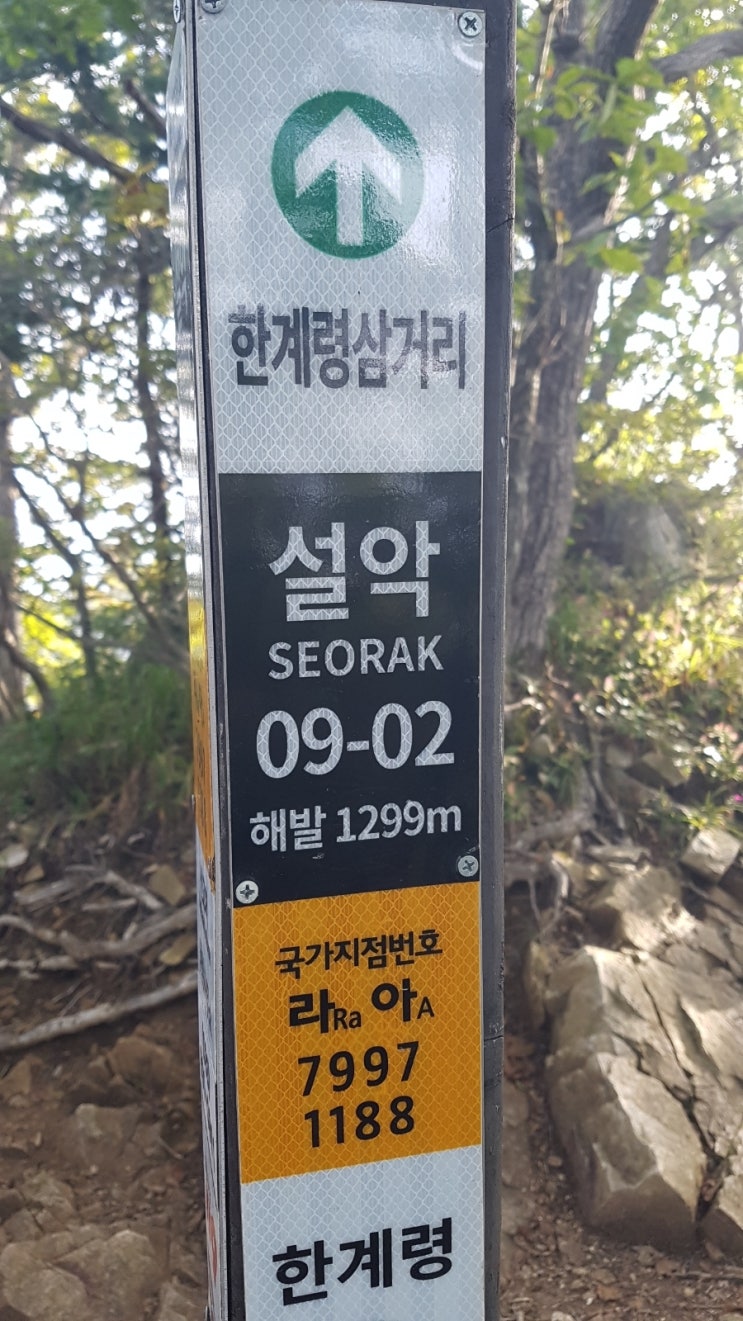 한계령삼거리
설악
SEORAK
09-02
해발 1299m
국가지점번호
라Ra 아A
7997
1188
한계령